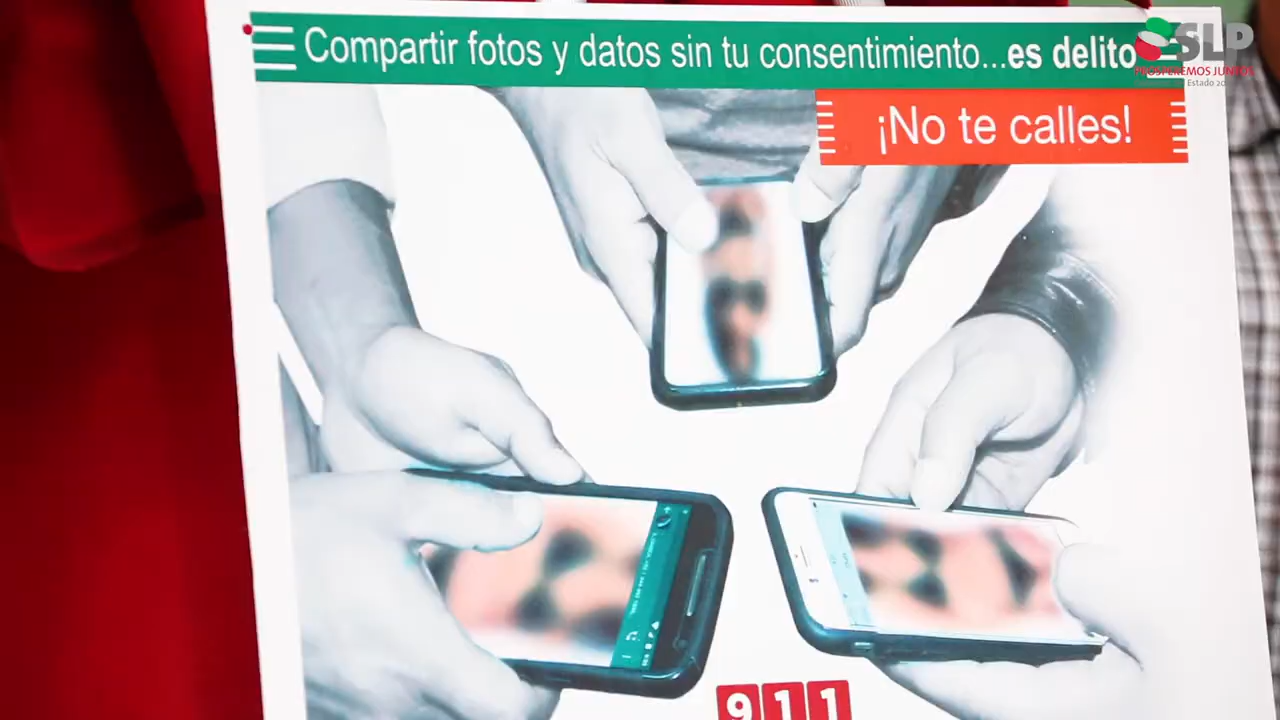 Compartir fotos y datos sin tu consentimiento...es delito
SLP
PROSPEREMOS JUNTOS
¡No te calles!
911